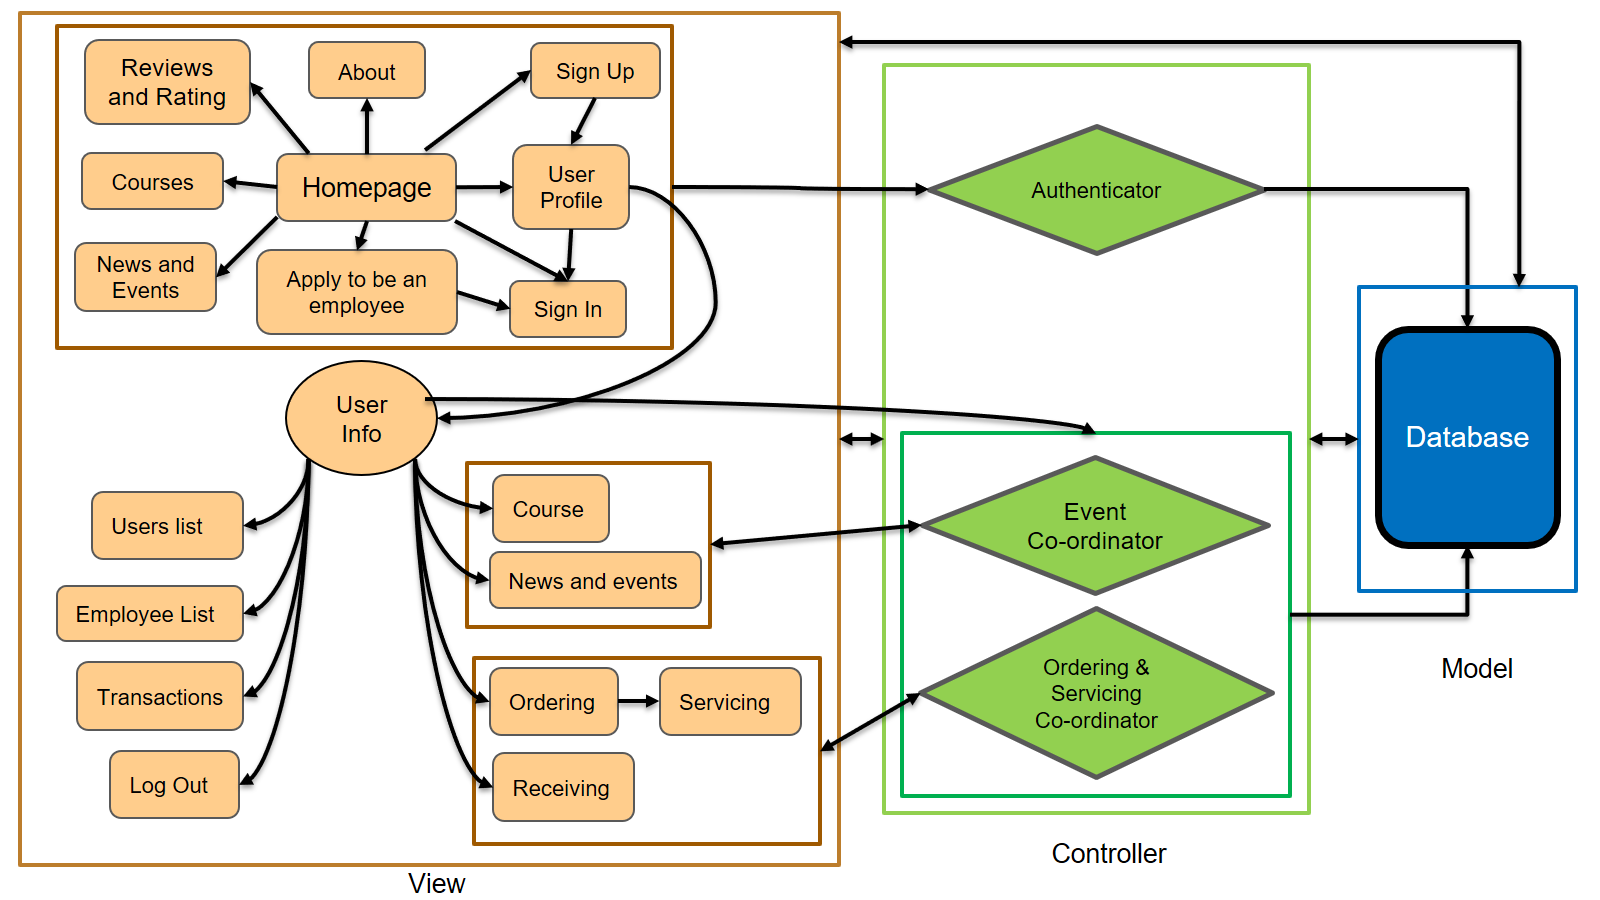 Reviews
and Rating
About
Sign Up
Courses
Homepage
User
Profile
News and
Events
Apply to be an
employee
Sign In
Authenticator
User
Info
Database
Users list
Course
Event
Co-ordinator
News and events
Employee List
Transactions
Ordering
Servicing
Ordering &
Servicing
Co-ordinator
Model
Log Out
Receiving
Controller
View